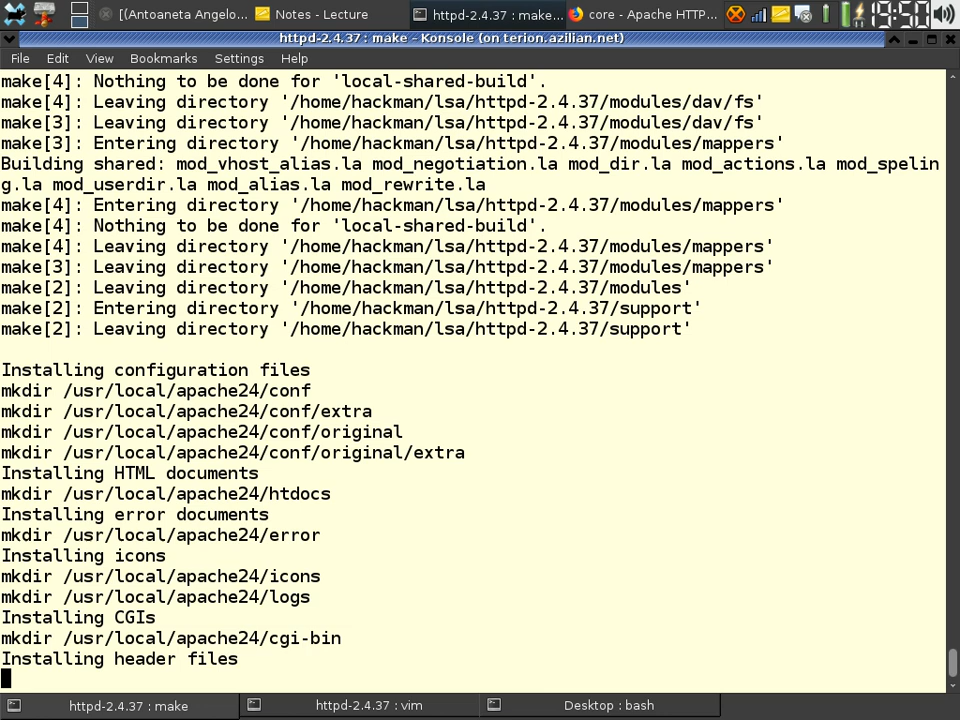 [(Antoaneta Angelo...
Notes - Lecture
httpd-2.4.37 : make...
core - Apache HTTP...
18:50
httpd-2.4.37 : make - Konsole (on terion.azilian.net)
File Edit View Bookmarks Settings Help
make[4]: Nothing to be done for 'local-shared-build'.
make[4]: Leaving directory '/home/hackman/lsa/httpd-2.4.37/modules/dav/fs'
make[3]: Leaving directory '/home/hackman/lsa/httpd-2.4.37/modules/dav/fs'
make[3]: Entering directory '/home/hackman/lsa/httpd-2.4.37/modules/mappers'
Building shared: mod_vhost_alias.la mod_negotiation.la mod_dir.la mod_actions.la mod_spelin
g.la mod_userdir.la mod_alias.la mod_rewrite.la
make[4]: Entering directory '/home/hackman/lsa/httpd-2.4.37/modules/mappers'
make[4]: Nothing to be done for 'local-shared-build'.
make[4]: Leaving directory '/home/hackman/lsa/httpd-2.4.37/modules/mappers'
make[3]: Leaving directory '/home/hackman/lsa/httpd-2.4.37/modules/mappers'
make[2]: Leaving directory '/home/hackman/lsa/httpd-2.4.37/modules'
make[2]: Entering directory '/home/hackman/lsa/httpd-2.4.37/support'
make[2]: Leaving directory '/home/hackman/lsa/httpd-2.4.37/support'
Installing configuration files
mkdir /usr/local/apache24/conf
mkdir /usr/local/apache24/conf/extra
mkdir /usr/local/apache24/conf/original
mkdir /usr/local/apache24/conf/original/extra
Installing HTML documents
mkdir /usr/local/apache24/htdocs
Installing error documents
mkdir /usr/local/apache24/error
Installing icons
mkdir /usr/local/apache24/icons
mkdir /usr/local/apache24/logs
Installing CGIs
mkdir /usr/local/apache24/cgi-bin
Installing header files
httpd-2.4.37 : make
httpd-2.4.37 : vim
Desktop : bash